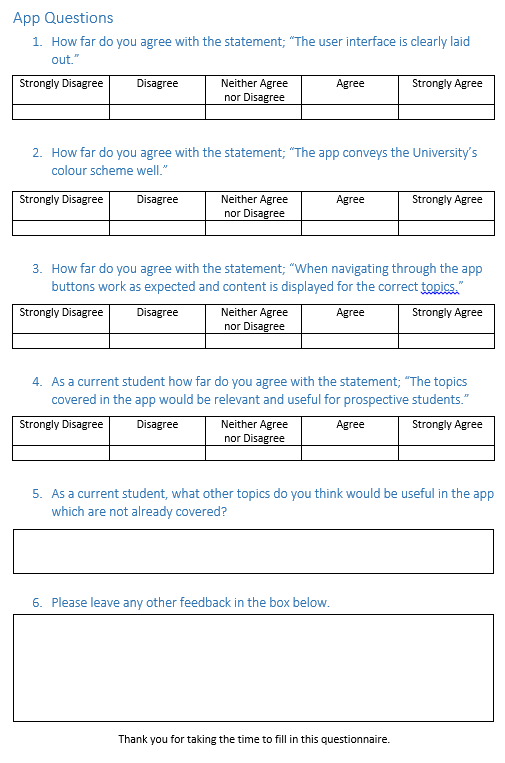 App Questions
1. How far do you agree with the statement; “The user interface is clearly laid
out.”
Strongly Disagree Disagree Neither Agree Agree Strongly Agree
nor Disagree
2. How far do you agree with the statement; “The app conveys the University’s
colour scheme well.”
Strongly Disagree Disagree Neither Agree Agree Strongly Agree
nor Disagree
3. How far do you agree with the statement; “When navigating through the app
buttons work as expected and content is displayed for the correct topics.”
Strongly Disagree Disagree Neither Agree Agree Strongly Agree
nor Disagree
4. As a current student how far do you agree with the statement; “The topics
covered in the app would be relevant and useful for prospective students.”
Strongly Disagree Disagree Neither Agree Agree Strongly Agree
nor Disagree
5. As a current student, what other topics do you think would be useful in the app
which are not already covered?
6. Please leave any other feedback in the box below.
Thank you for taking the time to fill in this questionnaire.